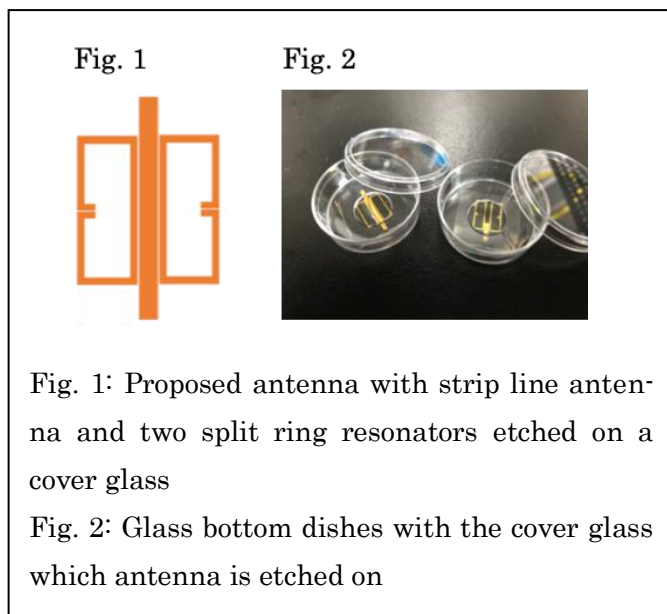 Fig. 1 Fig. 2
Fig. 1: Proposed antenna with strip line anten-
na and two split ring resonators etched on a
cover glass
Fig. 2: Glass bottom dishes with the cover glass
which antenna is etched on